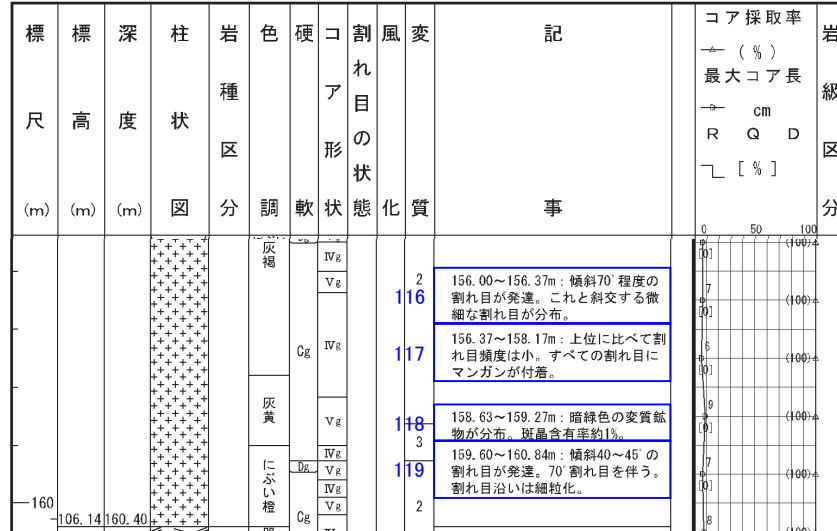 標尺(m)
標高(m)
深度(m)
柱状図
岩種区分
色調
硬軟
コア形状
割れ目の状態
風化
変質
記事
コア採取率
(%)
最大コア長
cm
R Q D
[%]
岩級区分
0 50 100
灰褐
Ⅳg
Ⅴg
Cg
Ⅳg
灰黄
Ⅴg
Ⅳg
にぶい橙
Dg
Ⅴg
Ⅳg
Ⅴg
Cg
160
106.14
160.40
2
3
2
116
156.00～156.37m：傾斜70°程度の
割れ目が発達。これと斜交する微
細な割れ目が分布。
117
156.37～158.17m：上位に比べて割
れ目頻度は小。すべての割れ目に
マンガンが付着。
118
158.63～159.27m：暗緑色の変質鉱
物が分布。斑晶含有率約1%。
119
159.60～160.84m：傾斜40～45°の
割れ目が発達。70°割れ目を伴う。
割れ目沿いは細粒化。
(100)
[0]
7
(100)
[0]
6
(100)
[0]
9
(100)
[0]
7
(100)
[0]
8
(100)